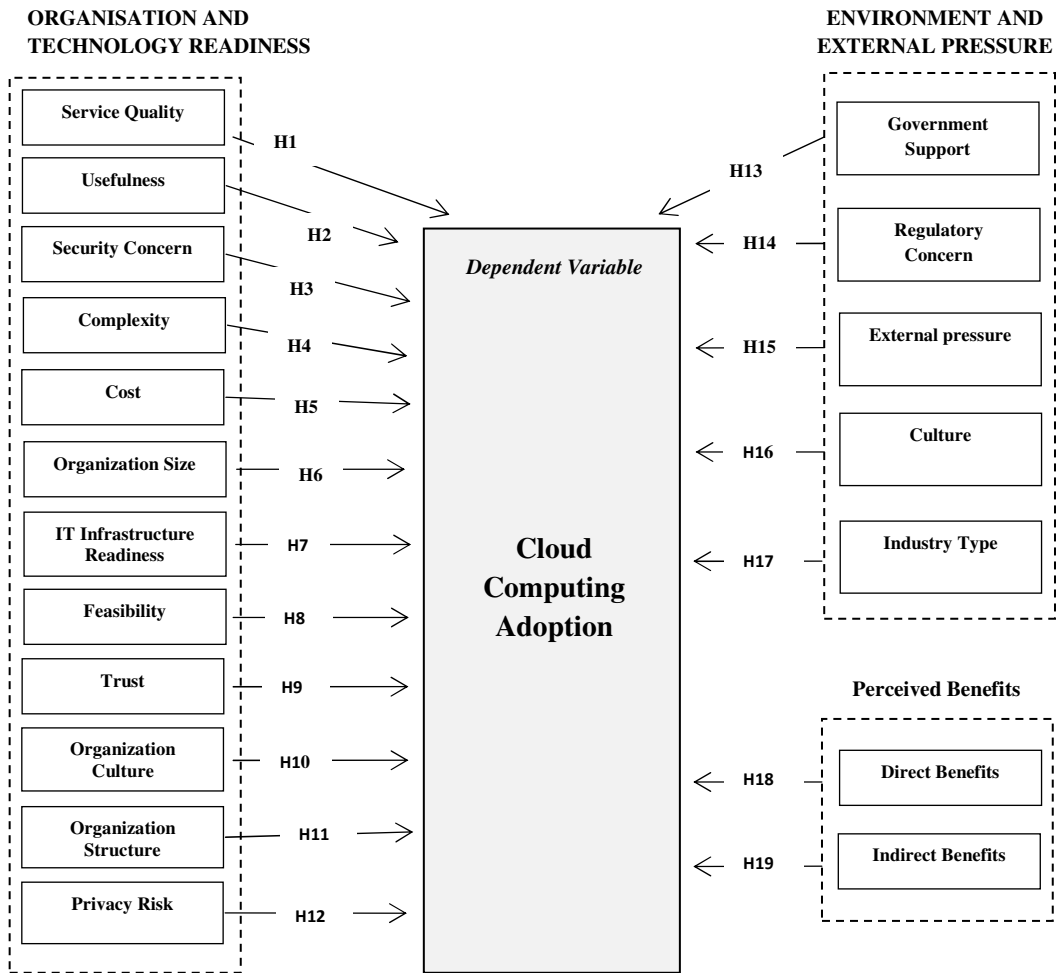 ORGANISATION AND
TECHNOLOGY READINESS
Service Quality
H1
Usefulness
H2
Security Concern
H3
Complexity
H4
Cost
H5
Organization Size
H6
IT Infrastructure
Readiness
H7
Feasibility
H8
Trust
H9
Organization
Culture
H10
Organization
Structure
H11
Privacy Risk
H12
Dependent Variable
Cloud
Computing
Adoption
ENVIRONMENT AND
EXTERNAL PRESSURE
Government
Support
H13
Regulatory
Concern
H14
External pressure
H15
Culture
H16
Industry Type
H17
Perceived Benefits
Direct Benefits
H18
Indirect Benefits
H19